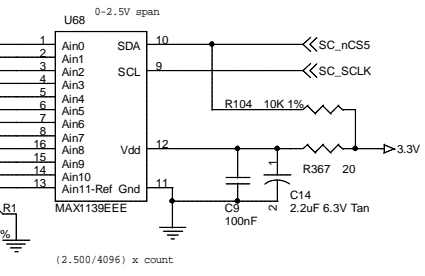 0-2.5V span
U68
1 Ain0 SDA 10 SC_nCS5
2 Ain1
3 Ain2 SCL 9 SC_SCLK
4 Ain3
5 Ain4
6 Ain5 R104 10K 1%
7 Ain6
8 Ain7
16 Ain8 Vdd 12 3.3V
15 Ain9 1 R367 20
14 Ain10
13 Ain11-Ref Gnd 11 C14
R1 MAX1139EEE C9 2 2.2uF 6.3V Tan
100nF
%
(2.500/4096) x count